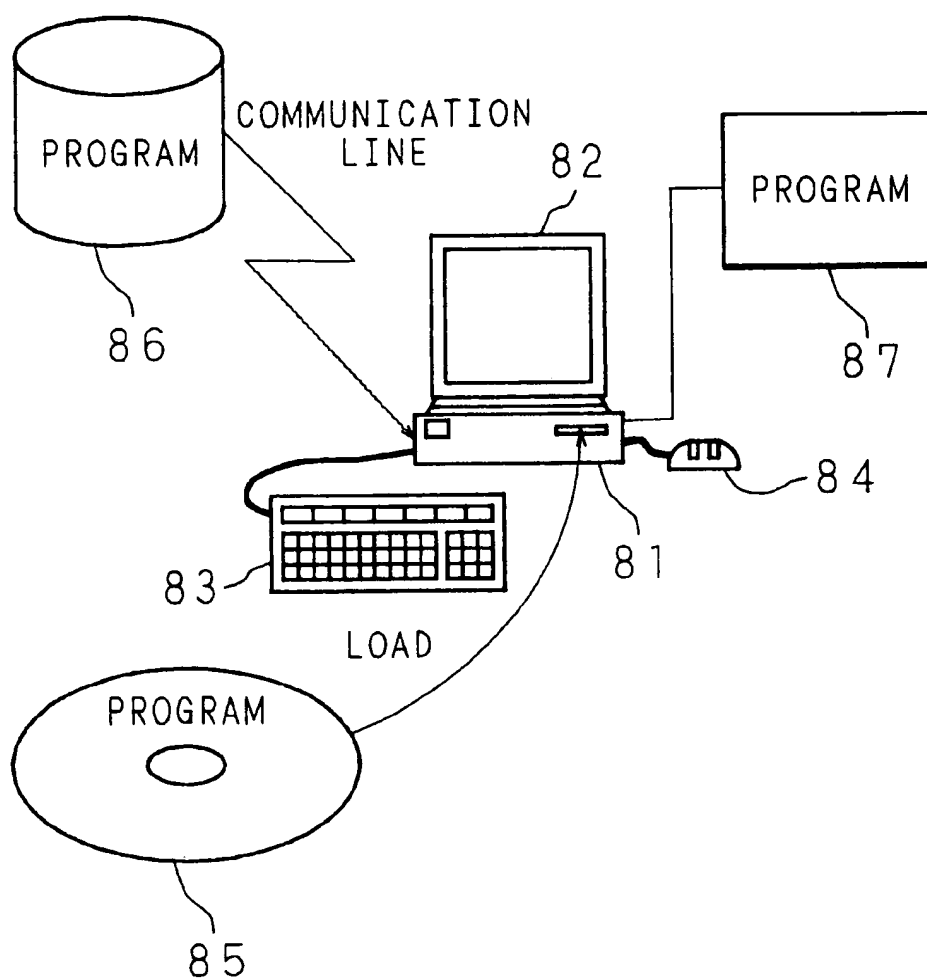 PROGRAM
COMMUNICATION
LINE
82
PROGRAM
86
87
84
81
83
LOAD
PROGRAM
85